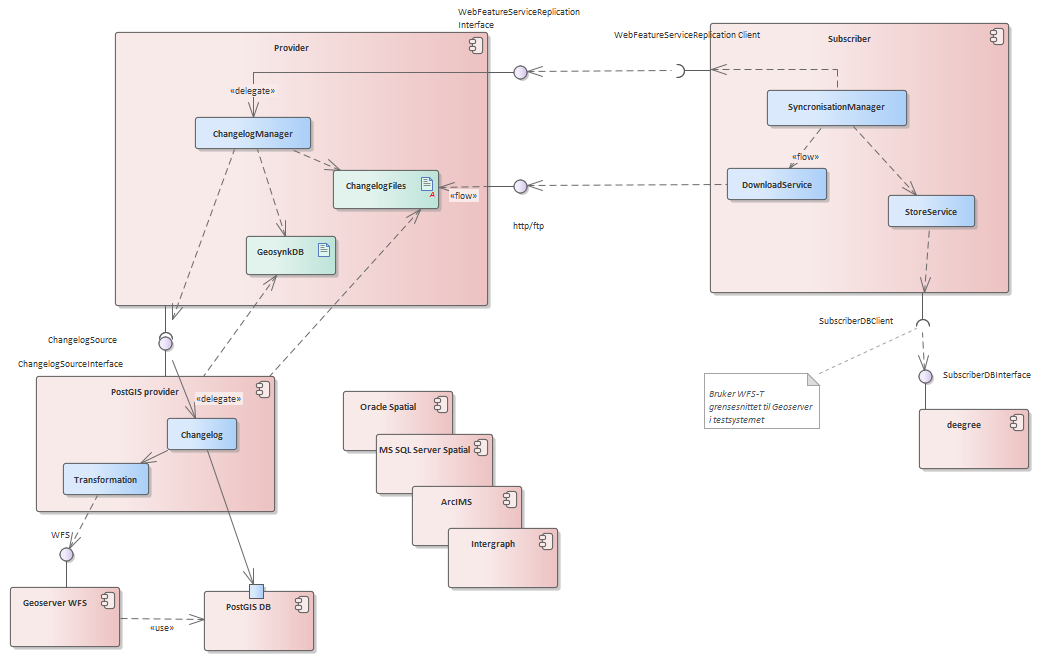 WebFeatureServiceReplication
Interface
WebFeatureServiceReplication Client
Provider
Subscriber
«delegate»
SyncronisationManager
ChangelogManager
«flow»
ChangelogFiles
A
«flow»
DownloadService
StoreService
http/ftp
GeosynkDB
SubscriberDBClient
ChangelogSource
ChangelogSourceInterface
SubscriberDBInterface
PostGIS provider
«delegate»
Bruker WFS-T
grensesnittet til Geoserver
i testsystemet
Oracle Spatial
deegree
Changelog
MS SQL Server Spatial
Transformation
ArcIMS
WFS
Intergraph
Geoserver WFS
PostGIS DB
«use»